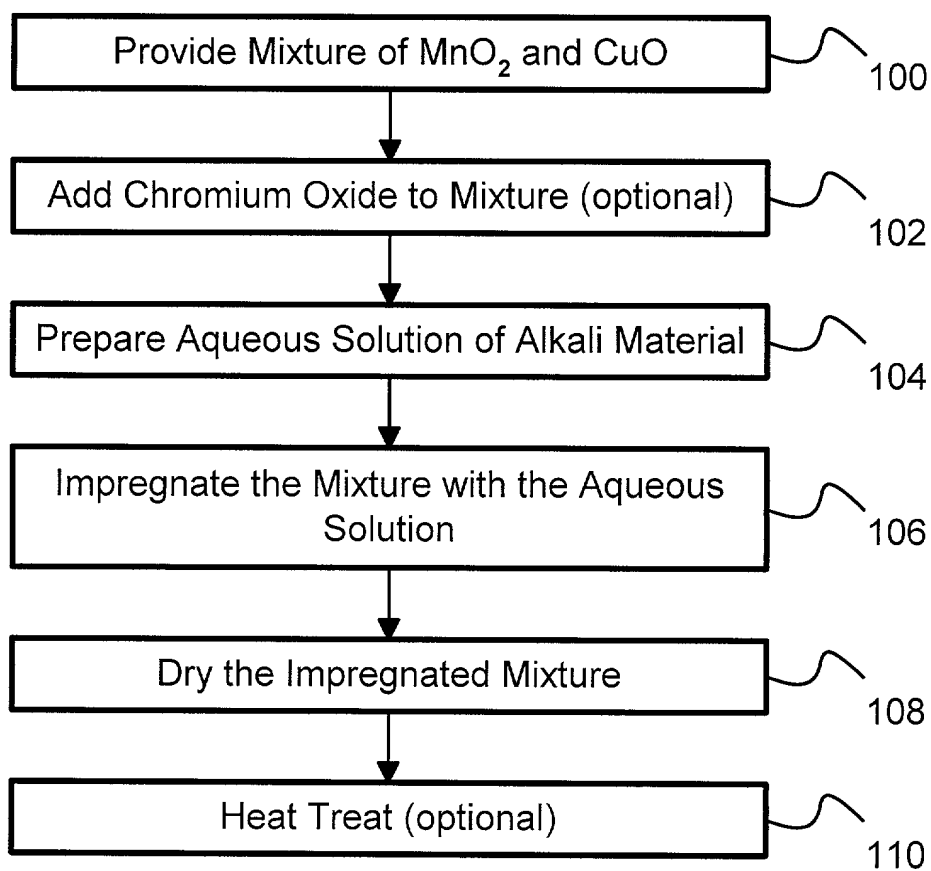 Provide Mixture of MnO₂ and CuO
100
Add Chromium Oxide to Mixture (optional)
102
Prepare Aqueous Solution of Alkali Material
104
Impregnate the Mixture with the Aqueous
Solution
106
Dry the Impregnated Mixture
108
Heat Treat (optional)
110